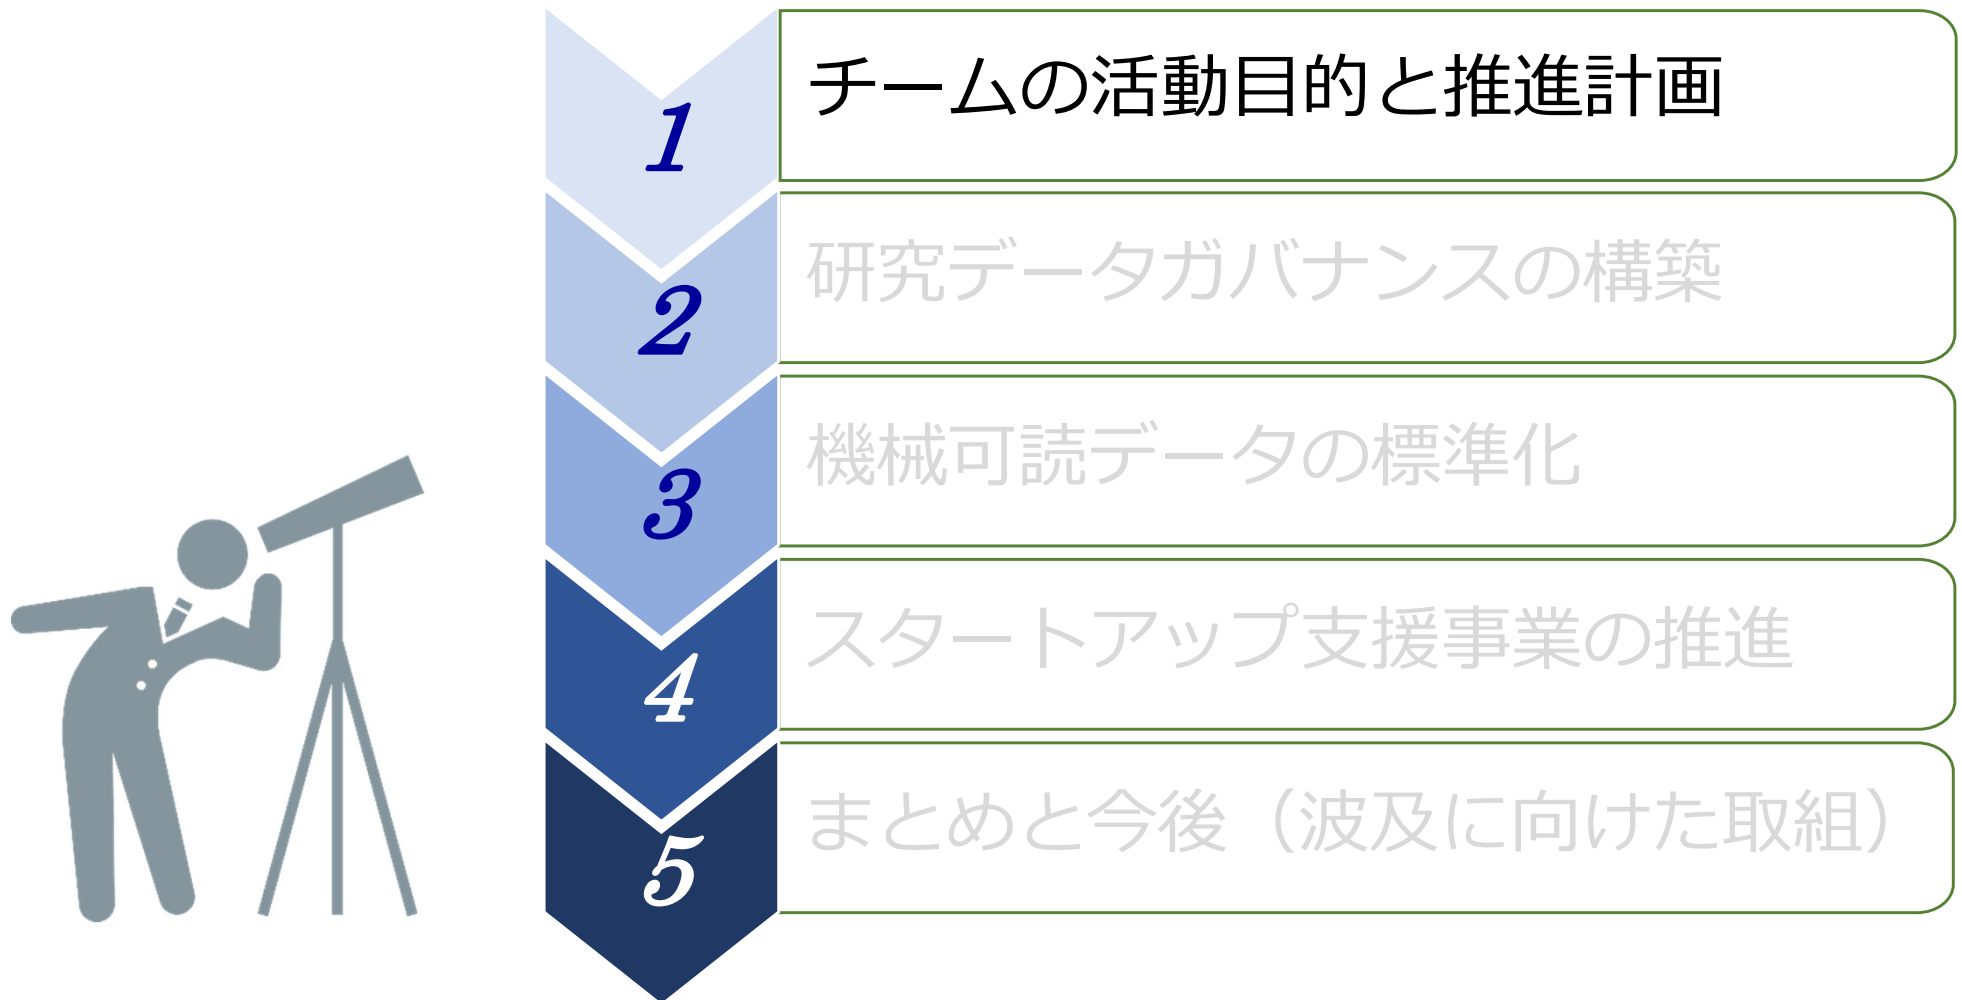 1
チームの活動目的と推進計画
2
研究データガバナンスの構築
3
機械可読データの標準化
4
スタートアップ支援事業の推進
5
まとめと今後（波及に向けた取組）